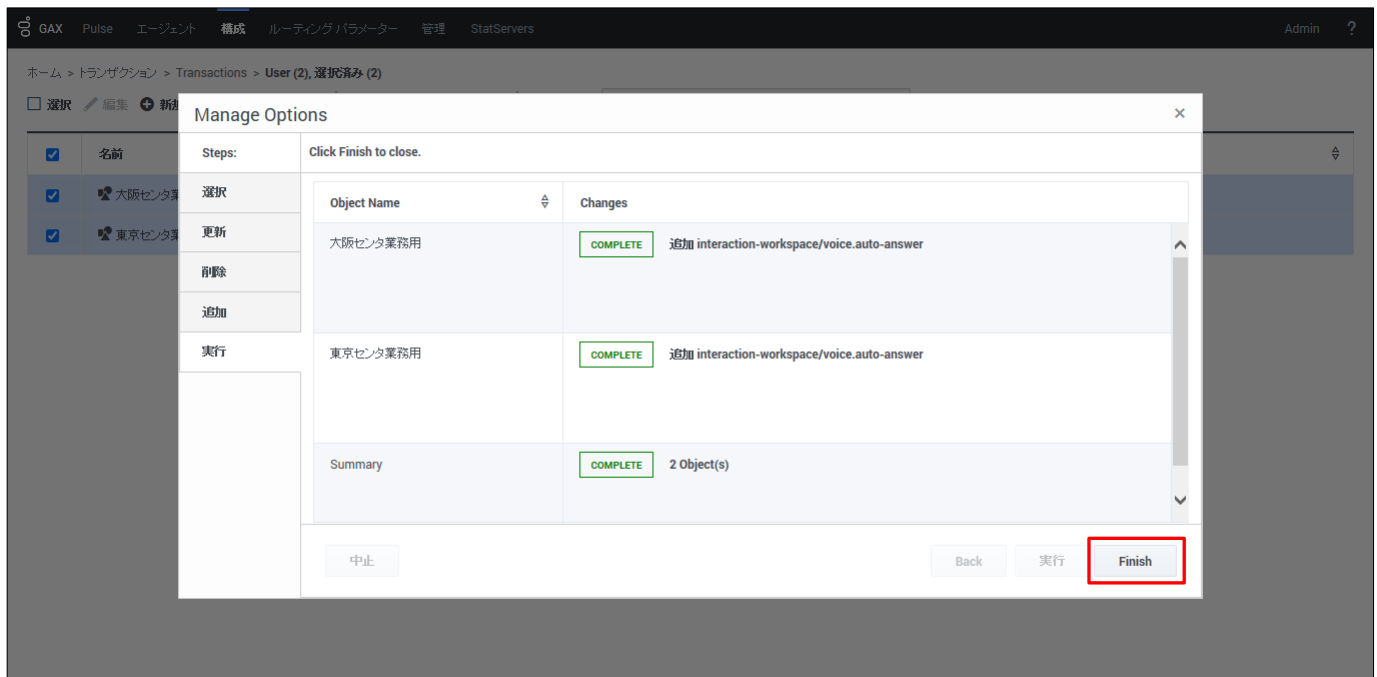 GAX Pulse エージェント 構成 ルーティング パラメーター 管理 StatServers Admin ?
ホーム > トランザクション > Transactions > User (2), 選択済み (2)
選択 編集 新規
Manage Options ×
名前
Steps: Click Finish to close.
選択
Object Name Changes
大阪センタ業
大阪センタ業務用 COMPLETE 追加 interaction-workspace/voice.auto-answer
更新
東京センタ業
削除
追加
実行
東京センタ業務用 COMPLETE 追加 interaction-workspace/voice.auto-answer
Summary COMPLETE 2 Object(s)
中止 Back 実行 Finish